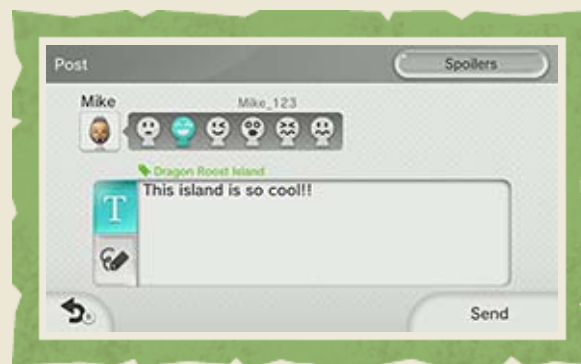 Post
Spoilers
Mike
Mike_123
Dragon Roost Island
This island is so cool!!
T
Send